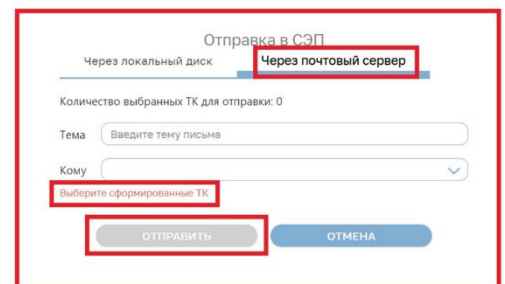 Отправка в СЭП
Через локальный диск Через почтовый сервер
Количество выбранных ТК для отправки: 0
Тема Введите тему письма
Кому
Выберите сформированные ТК
ОТПРАВИТЬ ОТМЕНА